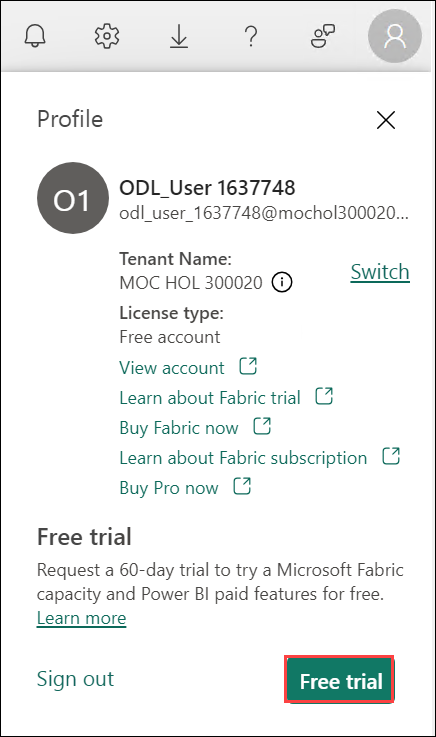 Profile
O1
ODL_User 1637748
odl_user_1637748@mochol300020...
Tenant Name:
MOC HOL 300020
Switch
License type:
Free account
View account
Learn about Fabric trial
Buy Fabric now
Learn about Fabric subscription
Buy Pro now
Free trial
Request a 60-day trial to try a Microsoft Fabric
capacity and Power BI paid features for free.
Learn more
Sign out
Free trial